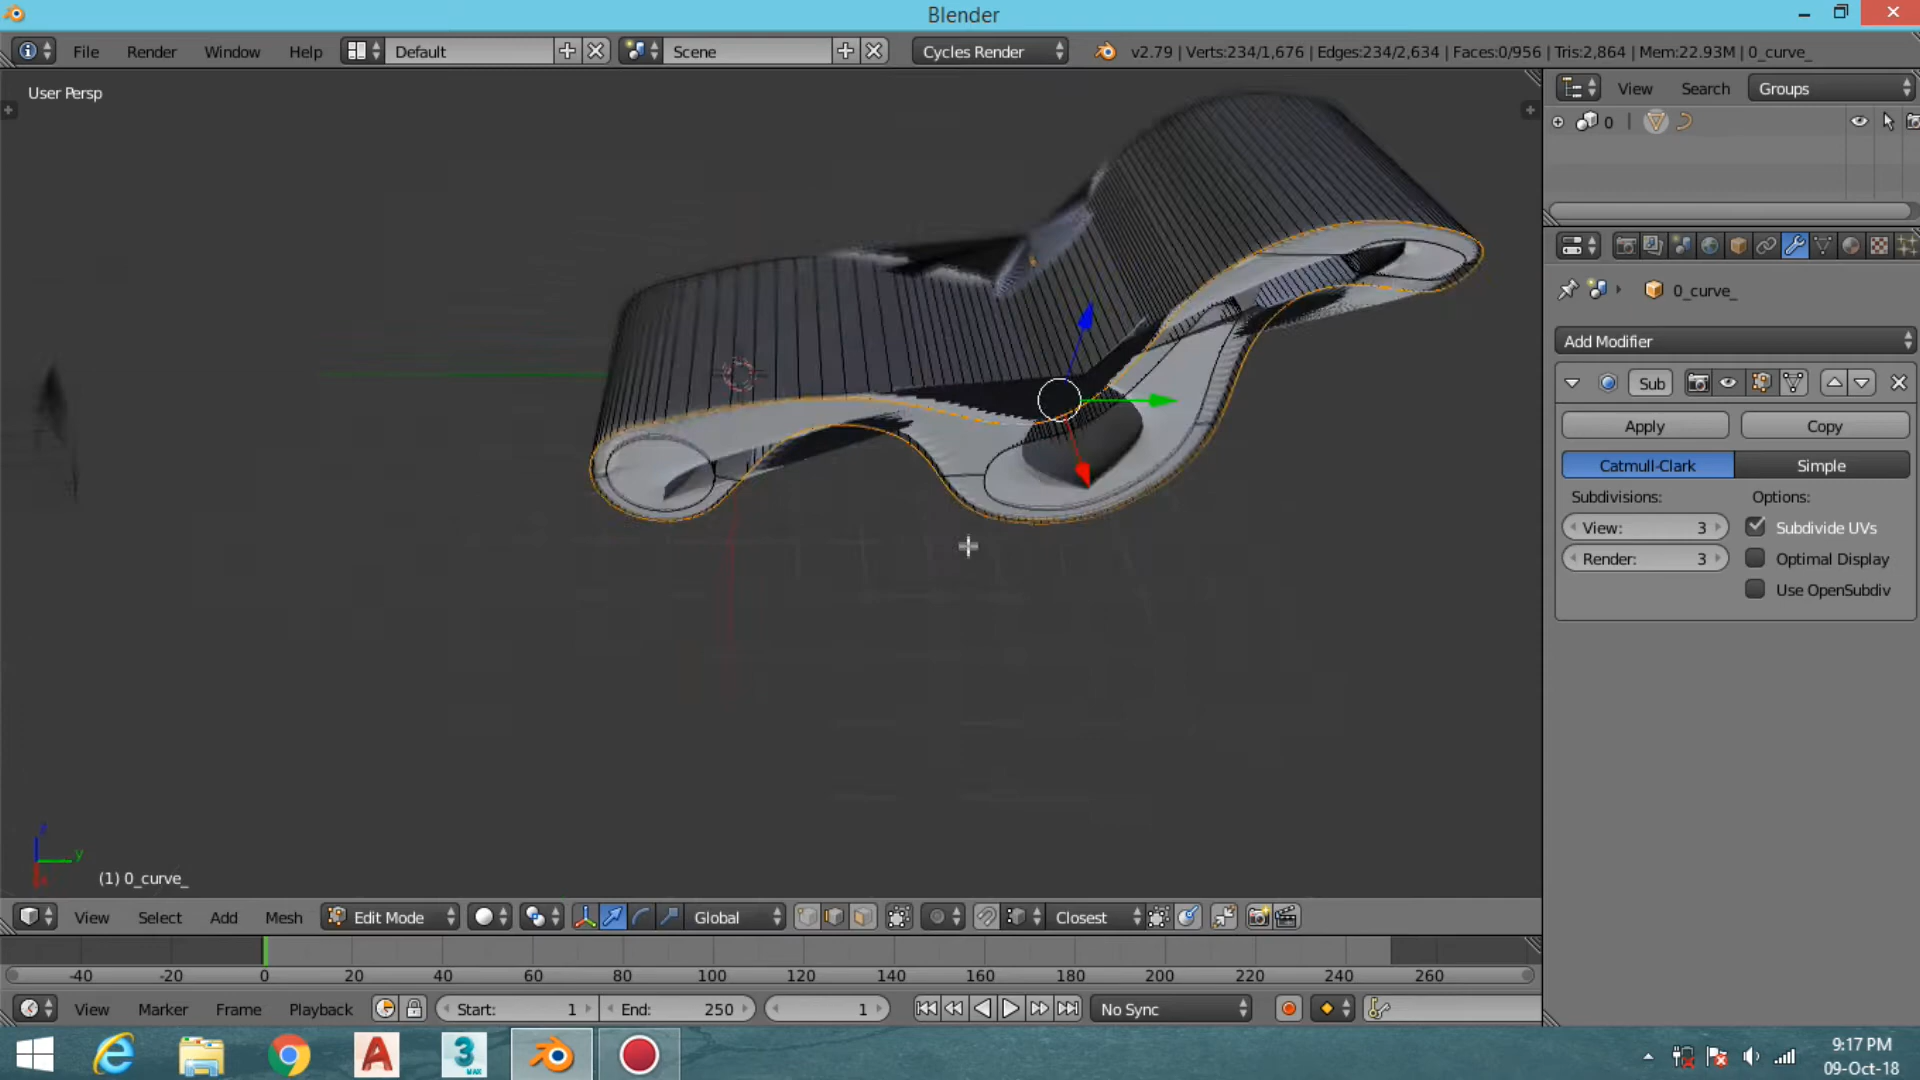 Blender
File Render Window Help Default Scene Cycles Render v2.79 | Verts:234/1,676 | Edges:234/2,634 | Faces:0/956 | Tris:2,864 | Mem:22.93M | 0_curve_
User Persp
View Search Groups
0
0_curve_
Add Modifier
Sub
Apply Copy
Catmull-Clark Simple
Subdivisions: Options:
View: 3 Subdivide UVs
Render: 3 Optimal Display
Use OpenSubdiv
z
y
(1) 0_curve_
View Select Add Mesh Edit Mode Global Closest
-40 -20 0 20 40 60 80 100 120 140 160 180 200 220 240 260
View Marker Frame Playback Start: 1 End: 250 1 No Sync
3
MAX
9:17 PM
09-Oct-18